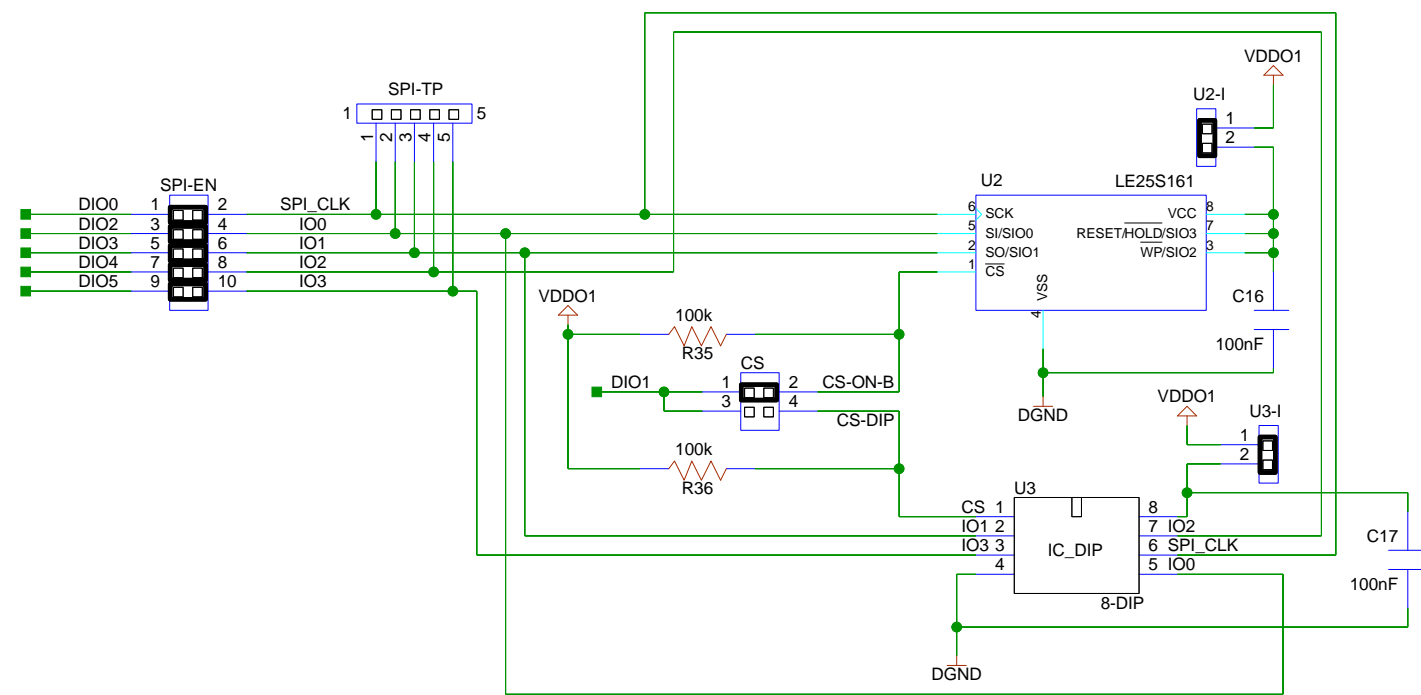 VDDO1
U2-I
1
2
SPI-TP
1 5
1 2 3 4 5
SPI-EN
DIO0 1 2 SPI_CLK
DIO2 3 4 IO0
DIO3 5 6 IO1
DIO4 7 8 IO2
DIO5 9 10 IO3
U2 LE25S161
6 SCK VCC 8
5 SI/SIO0 RESET/HOLD/SIO3 7
2 SO/SIO1 WP/SIO2 3
1 CS
VSS
4
C16
100nF
DGND
VDDO1
100k
R35
CS
DIO1 1 2 CS-ON-B
3 4
CS-DIP
100k
R36
VDDO1
U3-I
1
2
U3
CS 1 8
IO1 2 7 IO2
IO3 3 IC_DIP 6 SPI_CLK
4 5 IO0
8-DIP
C17
100nF
DGND